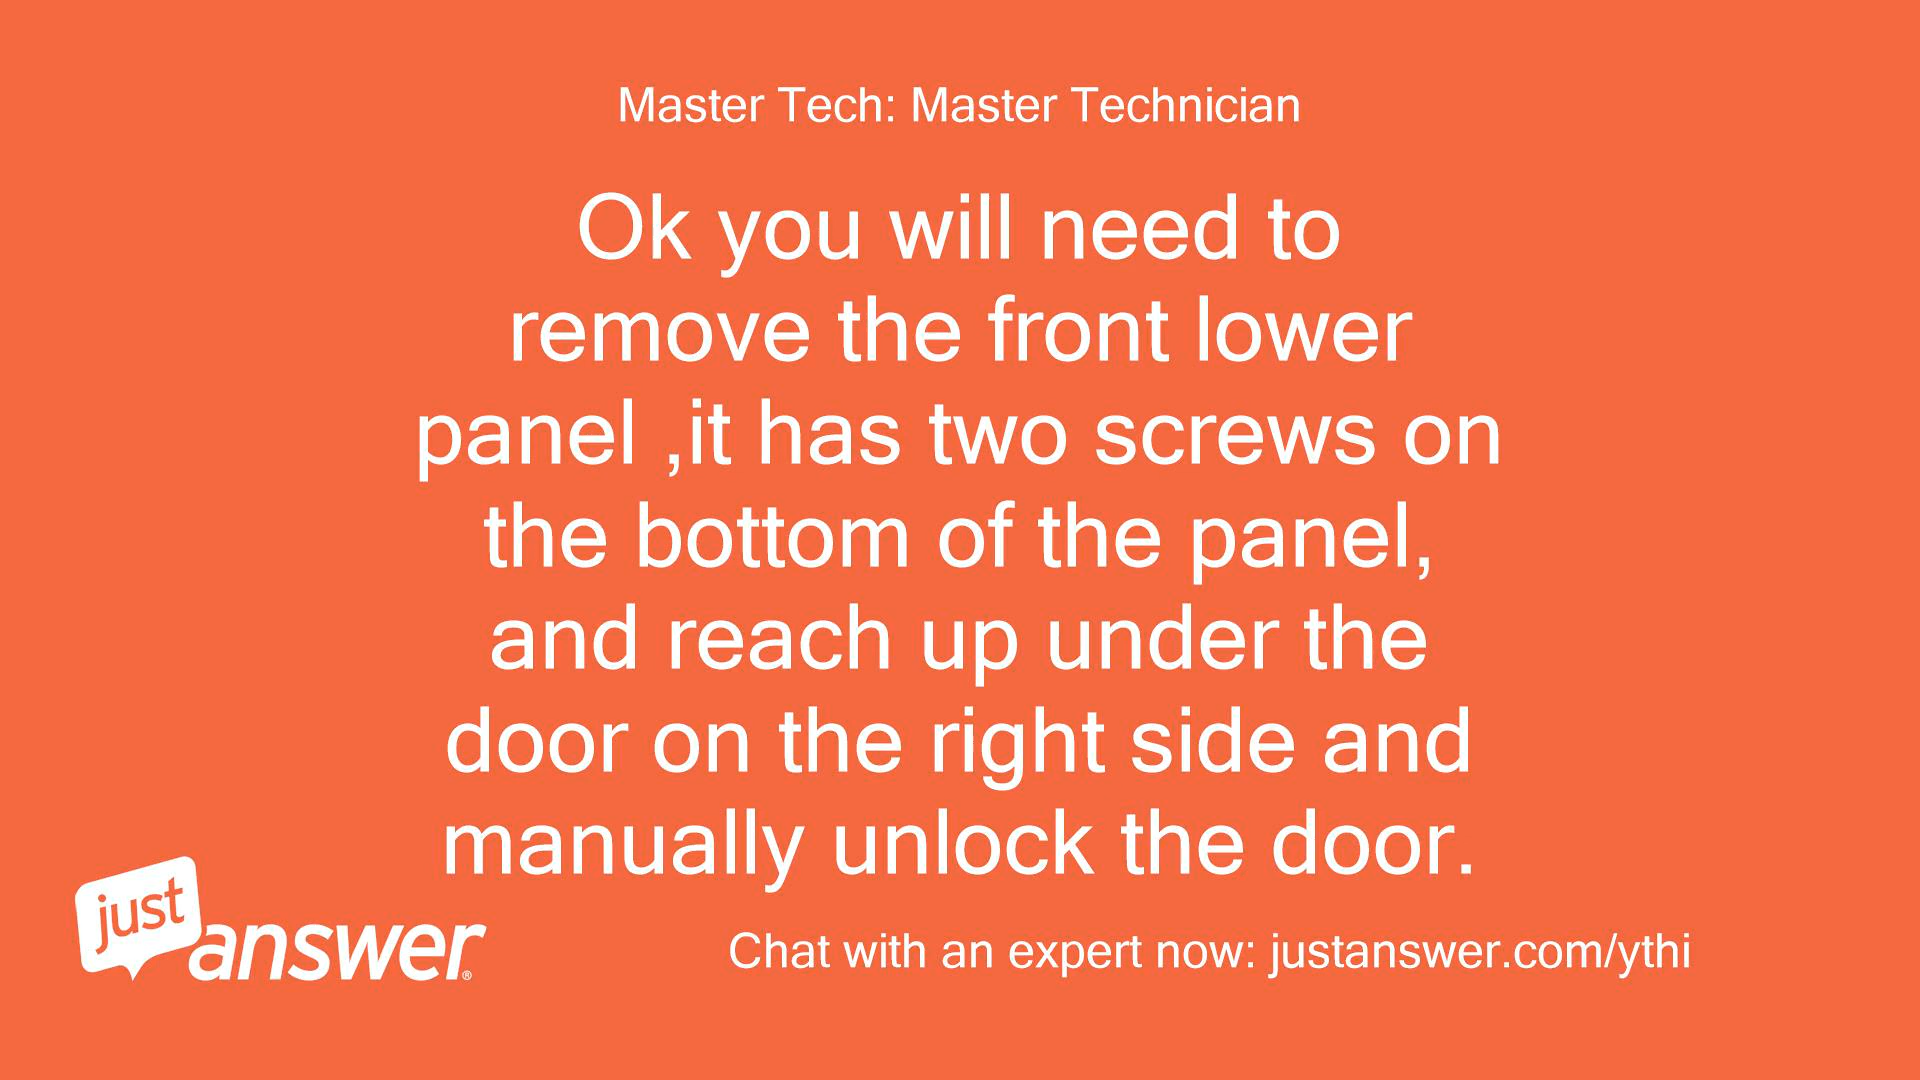 Master Tech: Master Technician
Ok you will need to
remove the front lower
panel ,it has two screws on
the bottom of the panel,
and reach up under the
door on the right side and
manually unlock the door.
just
answer®
Chat with an expert now: justanswer.com/ythi